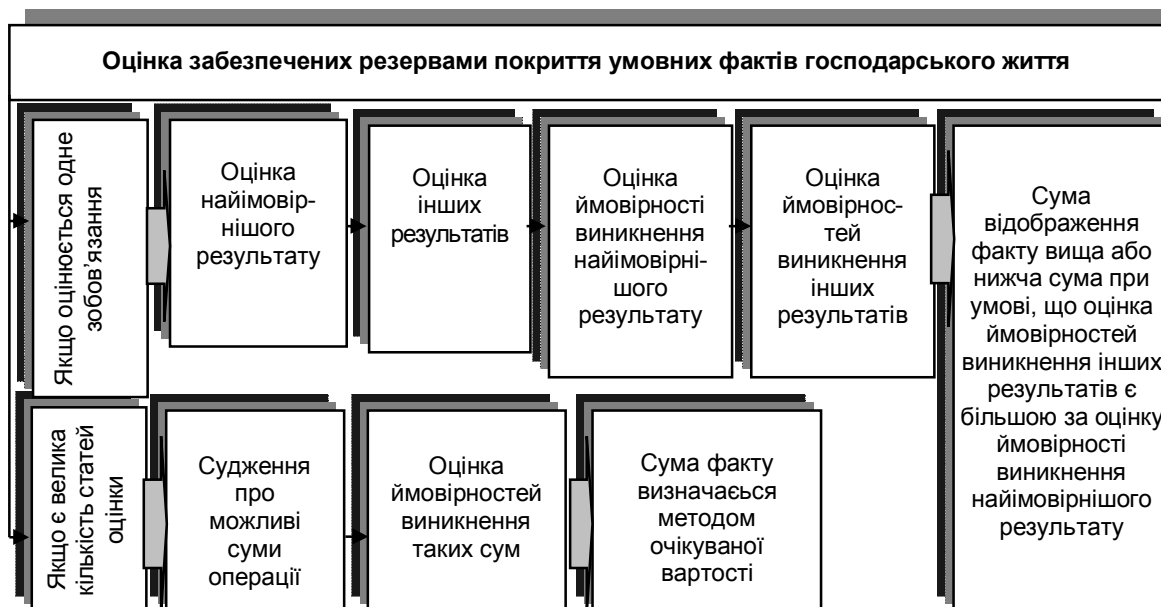 Оцінка забезпечених резервами покриття умовних фактів господарського життя
Якщо оцінюється одне
зобов’язання
Оцінка
найімовір-
нішого
результату
Оцінка
інших
результатів
Оцінка
ймовірності
виникнення
найімовірні-
шого
результату
Оцінка
ймовірнос-
тей
виникнення
інших
результатів
Сума
відображення
факту вища або
нижча сума при
умові, що оцінка
ймовірностей
виникнення інших
результатів є
більшою за оцінку
ймовірності
виникнення
найімовірнішого
результату
Якщо є велика
кількість статей
оцінки
Судження
про
можливі
суми
операції
Оцінка
ймовірностей
виникнення
таких сум
Сума факту
визначається
методом
очікуваної
вартості